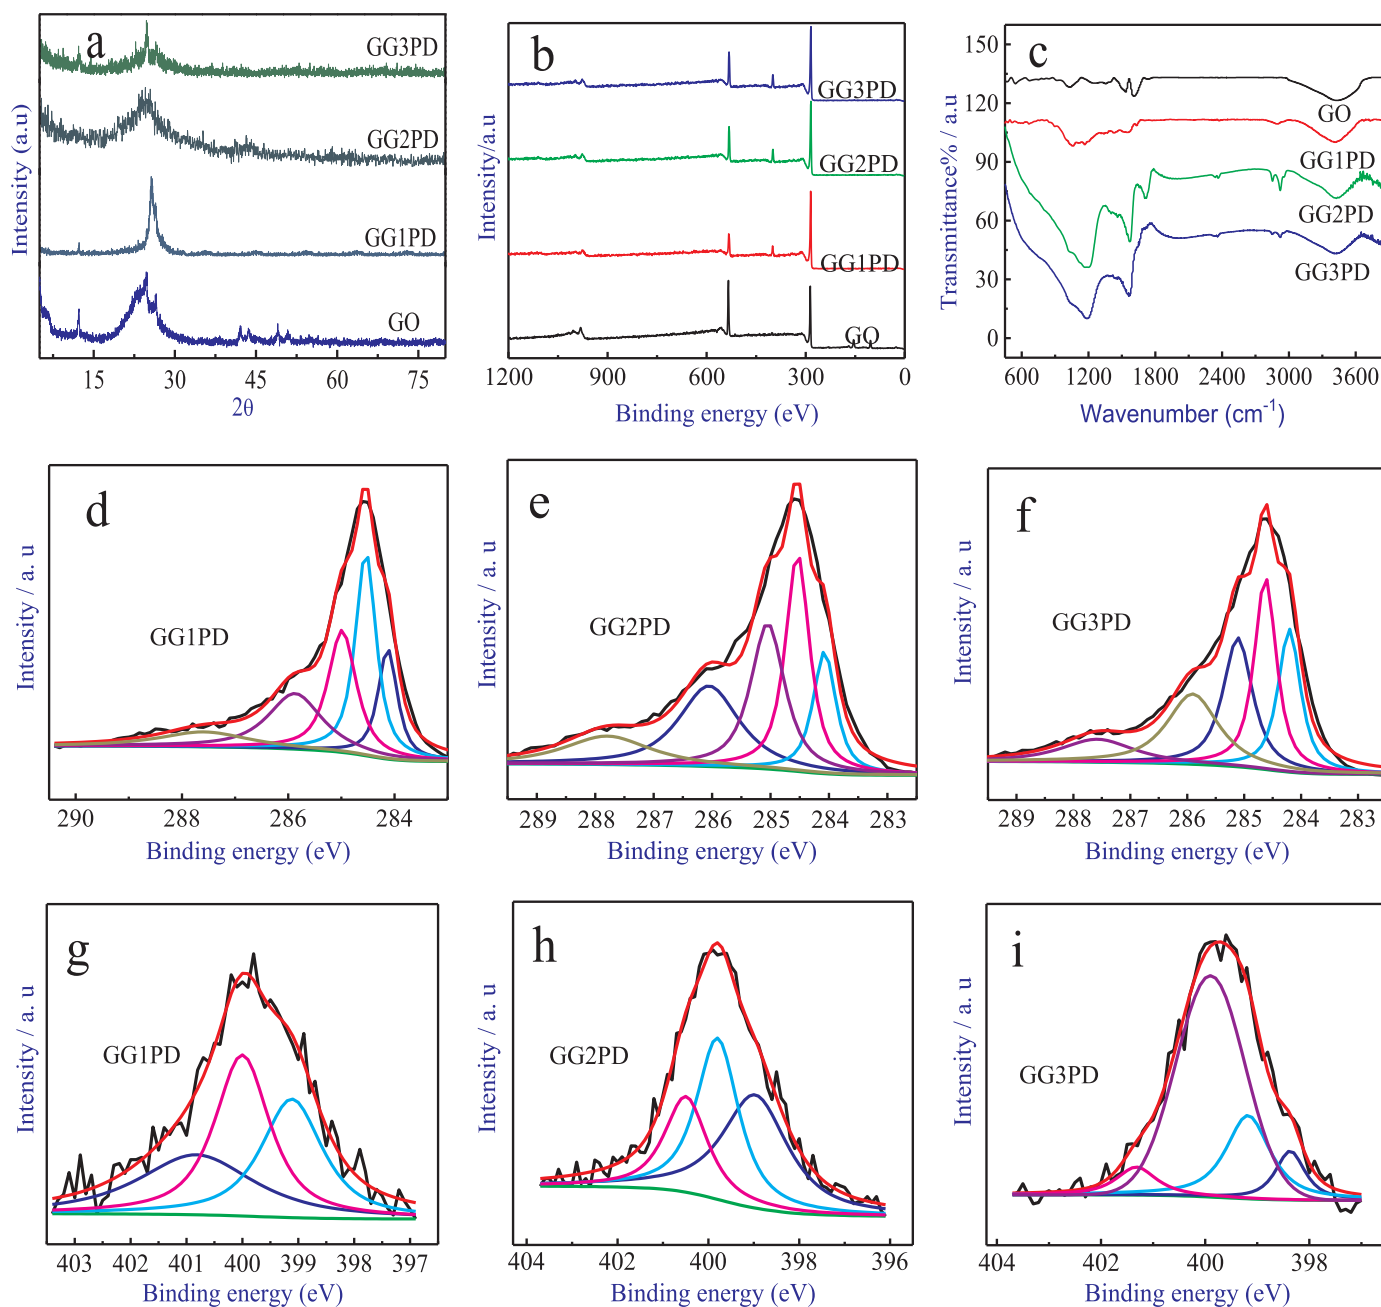 a
GG3PD
GG2PD
GG1PD
GO
Intensity (a.u)
15 30 45 60 75
2θ
b
GG3PD
GG2PD
GG1PD
GO
Intensity/a.u
1200 900 600 300 0
Binding energy (eV)
c
GO
GG1PD
GG2PD
GG3PD
Transmittance% / a.u
150
120
90
60
30
0
600 1200 1800 2400 3000 3600
Wavenumber (cm⁻¹)
d
GG1PD
Intensity / a. u
290 288 286 284
Binding energy (eV)
e
GG2PD
Intensity / a. u
289 288 287 286 285 284 283
Binding energy (eV)
f
GG3PD
Intensity / a. u
289 288 287 286 285 284 283
Binding energy (eV)
g
GG1PD
Intensity / a. u
403 402 401 400 399 398 397
Binding energy (eV)
h
GG2PD
Intensity / a. u
404 402 400 398 396
Binding energy (eV)
i
GG3PD
Intensity / a. u
404 402 400 398
Binding energy (eV)